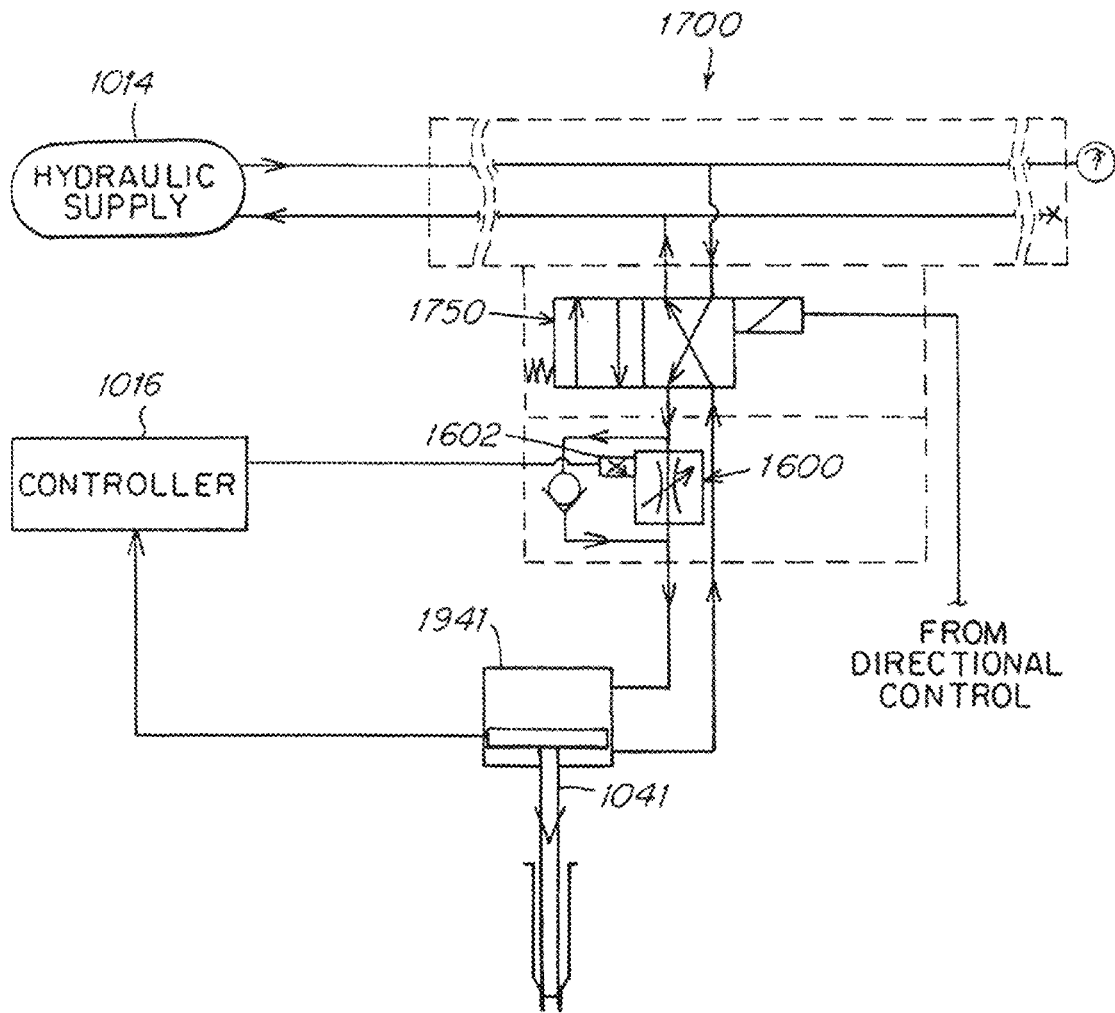 1700
1014
HYDRAULIC
SUPPLY
1750
1016
1602
1600
CONTROLLER
1941
FROM
DIRECTIONAL
CONTROL
1041